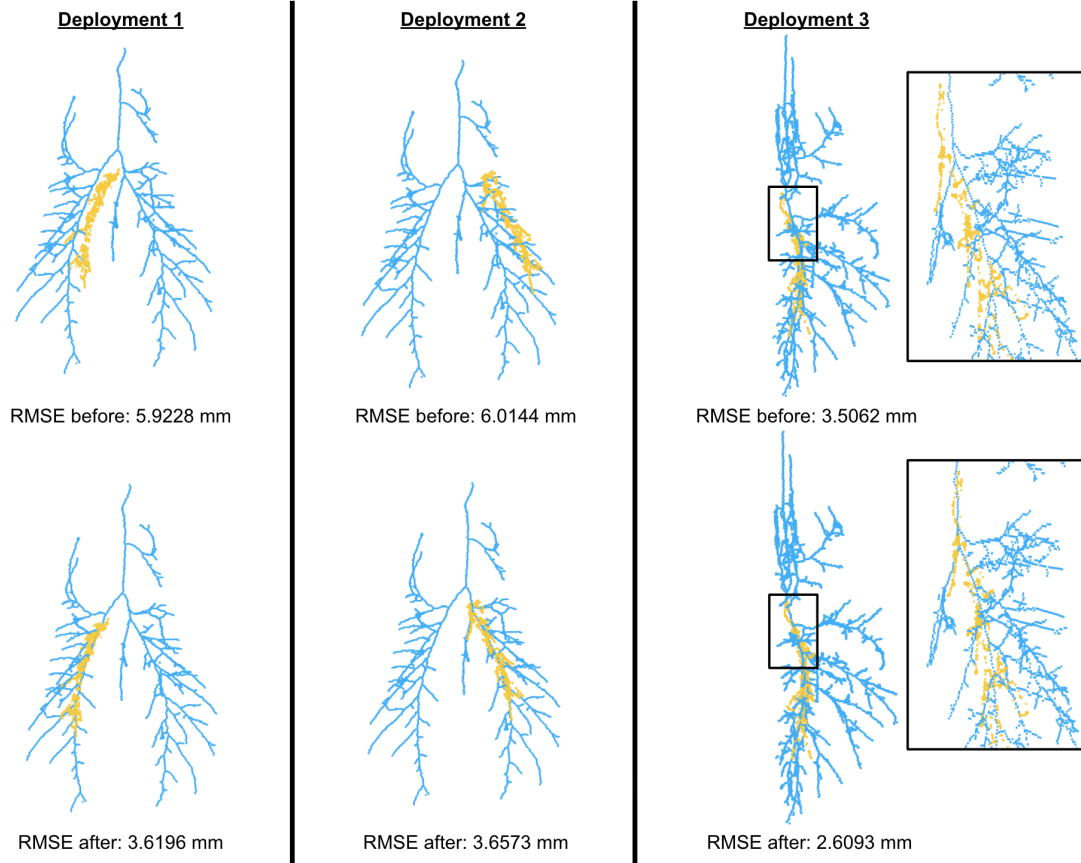 Deployment 1
Deployment 2
Deployment 3
RMSE before: 5.9228 mm
RMSE before: 6.0144 mm
RMSE before: 3.5062 mm
RMSE after: 3.6196 mm
RMSE after: 3.6573 mm
RMSE after: 2.6093 mm